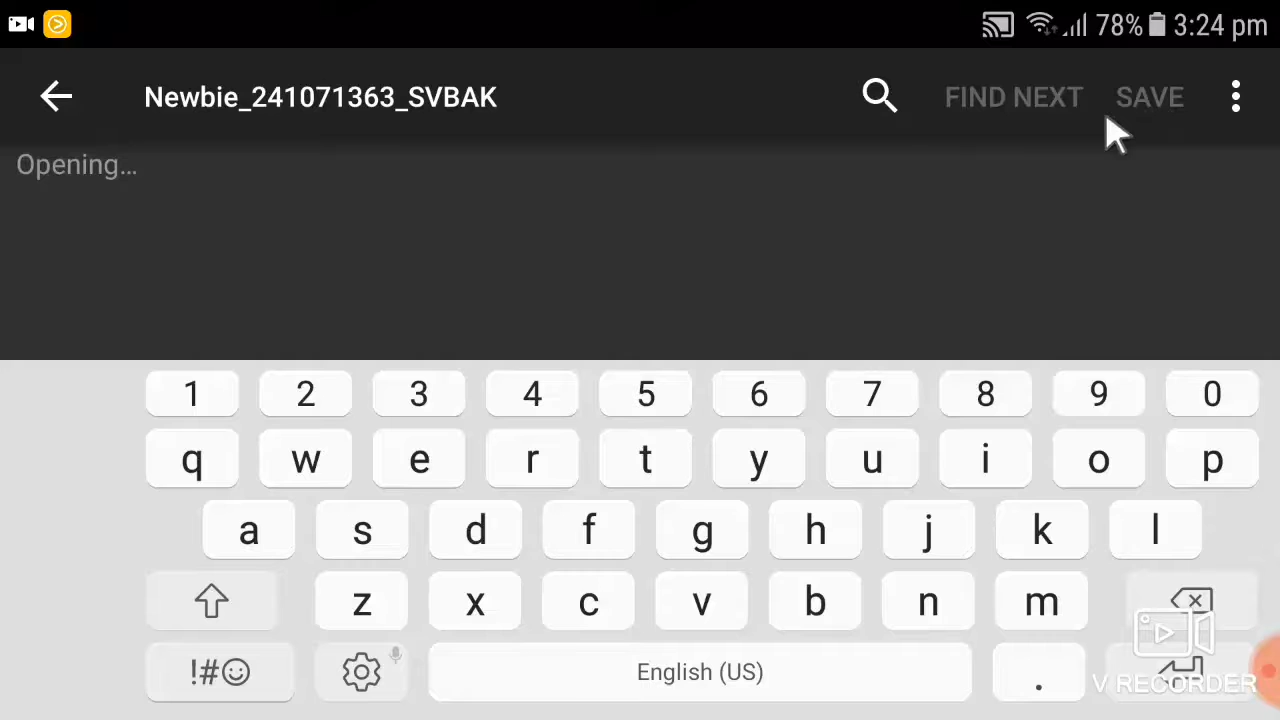 78% 3:24 pm
Newbie_241071363_SVBAK FIND NEXT SAVE
Opening...
1 2 3 4 5 6 7 8 9 0
q w e r t y u i o p
a s d f g h j k l
z x c v b n m
!#☺ English (US) .
V RECORDER